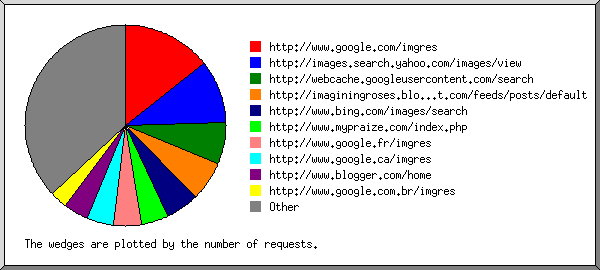 http://www.google.com/imgres
http://images.search.yahoo.com/images/view
http://webcache.googleusercontent.com/search
http://imaginingroses.blo...t.com/feeds/posts/default
http://www.bing.com/images/search
http://www.mypraize.com/index.php
http://www.google.fr/imgres
http://www.google.ca/imgres
http://www.blogger.com/home
http://www.google.com.br/imgres
Other
The wedges are plotted by the number of requests.